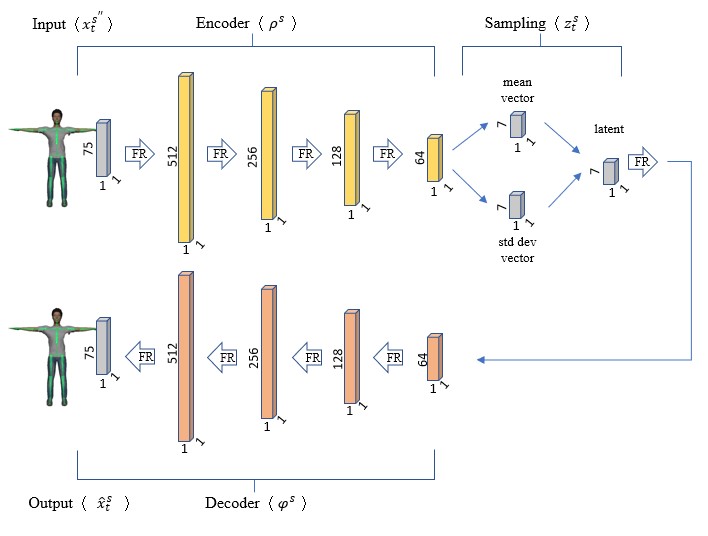 Input 〈 x_t^{s″} 〉
Encoder 〈 ρ^s 〉
Sampling 〈 z_t^s 〉
mean
vector
75
1
1
FR
512
1
1
FR
256
1
1
FR
128
1
1
FR
64
1
1
7
1
1
std dev
vector
7
1
1
latent
7
1
1
FR
75
1
1
FR
512
1
1
FR
256
1
1
FR
128
1
1
FR
64
1
1
Output 〈 x̂_t^s 〉
Decoder 〈 φ^s 〉